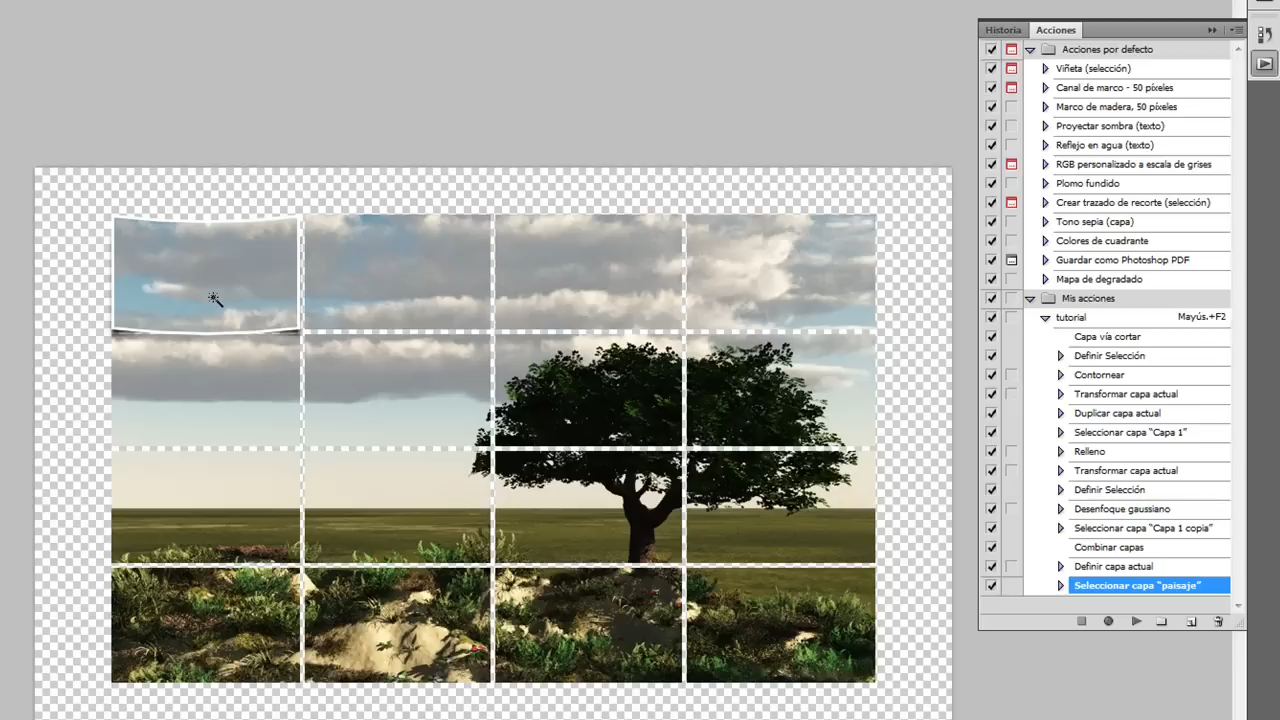 Historia Acciones
Acciones por defecto
Viñeta (selección)
Canal de marco - 50 píxeles
Marco de madera, 50 píxeles
Proyectar sombra (texto)
Reflejo en agua (texto)
RGB personalizado a escala de grises
Plomo fundido
Crear trazado de recorte (selección)
Tono sepia (capa)
Colores de cuadrante
Guardar como Photoshop PDF
Mapa de degradado
Mis acciones
tutorial Mayús.+F2
Capa vía cortar
Definir Selección
Contornear
Transformar capa actual
Duplicar capa actual
Seleccionar capa “Capa 1”
Relleno
Transformar capa actual
Definir Selección
Desenfoque gaussiano
Seleccionar capa “Capa 1 copia”
Combinar capas
Definir capa actual
Seleccionar capa “paisaje”